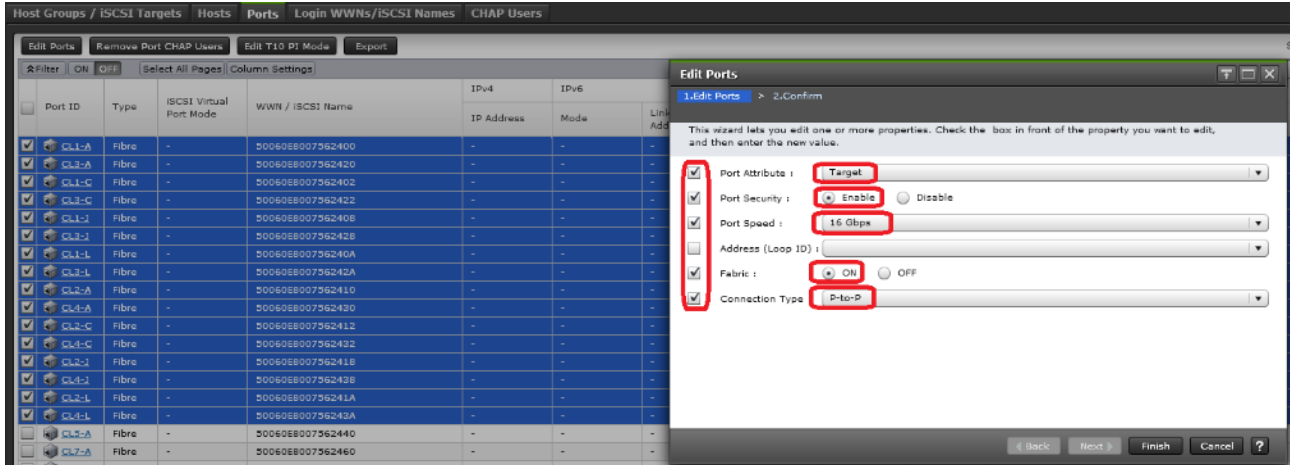 Host Groups / iSCSI Targets Hosts Ports Login WWNs/iSCSI Names CHAP Users
Edit Ports Remove Port CHAP Users Edit T10 PI Mode Export
Filter ON OFF Select All Pages Column Settings
Port ID Type iSCSI Virtual Port Mode WWN / iSCSI Name IPv4 IPv6
IP Address Mode Link Add
CL1-A Fibre - 50060E8007562400 - - -
CL3-A Fibre - 50060E8007562420 - - -
CL1-C Fibre - 50060E8007562402 - - -
CL3-C Fibre - 50060E8007562422 - - -
CL1-J Fibre - 50060E8007562408 - - -
CL3-J Fibre - 50060E8007562428 - - -
CL1-L Fibre - 50060E800756240A - - -
CL3-L Fibre - 50060E800756242A - - -
CL2-A Fibre - 50060E8007562410 - - -
CL4-A Fibre - 50060E8007562430 - - -
CL2-C Fibre - 50060E8007562412 - - -
CL4-C Fibre - 50060E8007562432 - - -
CL2-J Fibre - 50060E8007562418 - - -
CL4-J Fibre - 50060E8007562438 - - -
CL2-L Fibre - 50060E800756241A - - -
CL4-L Fibre - 50060E800756243A - - -
CL5-A Fibre - 50060E8007562440 - - -
CL7-A Fibre - 50060E8007562460 - - -
Edit Ports
1.Edit Ports > 2.Confirm
This wizard lets you edit one or more properties. Check the box in front of the property you want to edit,
and then enter the new value.
Port Attribute : Target
Port Security : Enable Disable
Port Speed : 16 Gbps
Address (Loop ID) :
Fabric : ON OFF
Connection Type P-to-P
Back Next Finish Cancel ?